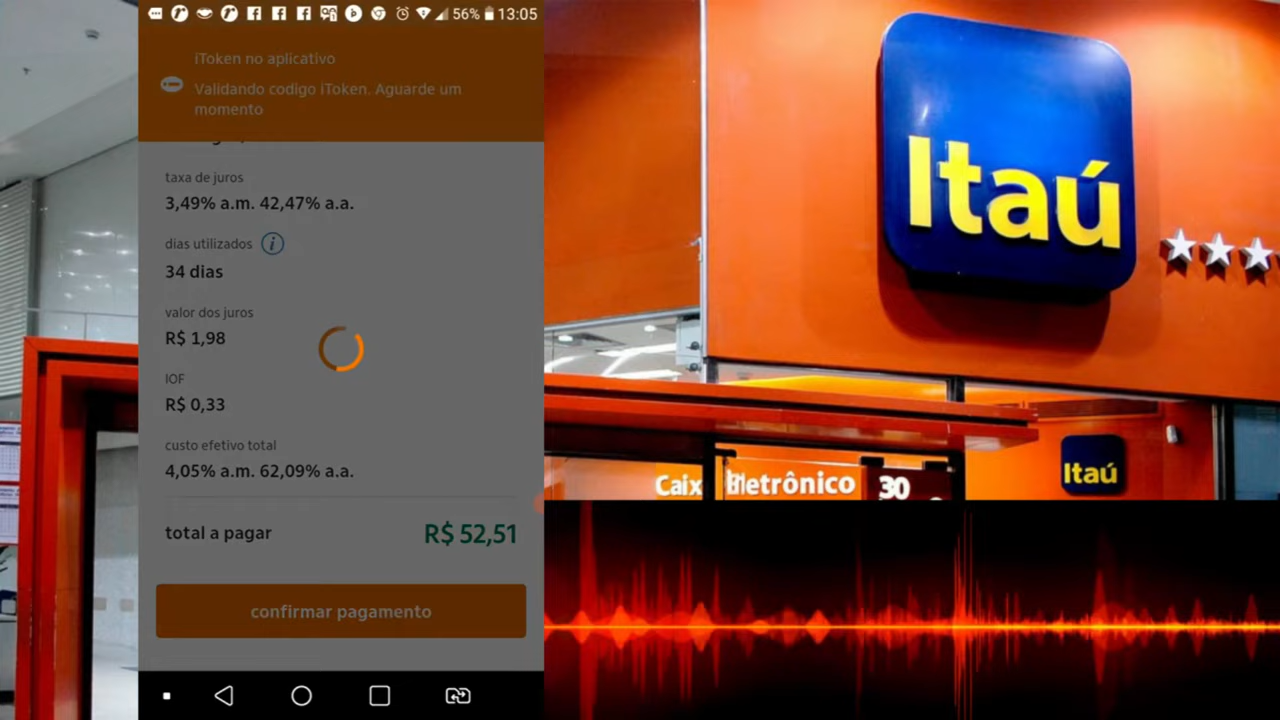 56% 13:05
iToken no aplicativo
Validando codigo iToken. Aguarde um
momento
taxa de juros
3,49% a.m. 42,47% a.a.
dias utilizados
34 dias
valor dos juros
R$ 1,98
IOF
R$ 0,33
custo efetivo total
4,05% a.m. 62,09% a.a.
total a pagar
R$ 52,51
confirmar pagamento
Itaú
Itaú
Eletrônico
30